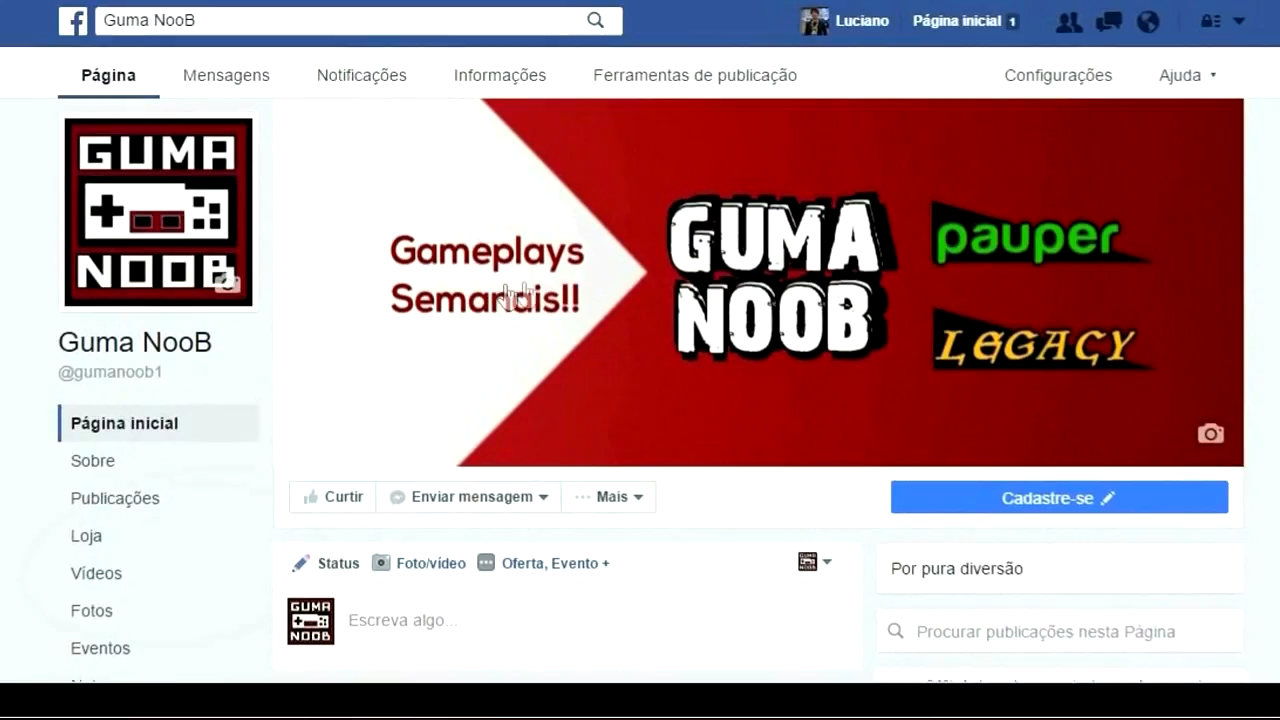 Guma NooB
Luciano
Página inicial 1
Página
Mensagens
Notificações
Informações
Ferramentas de publicação
Configurações
Ajuda
GUMA
NOOB
Gameplays
Semanais!!
GUMA
NOOB
pauper
LEGACY
Guma NooB
@gumanoob1
Página inicial
Sobre
Publicações
Loja
Vídeos
Fotos
Eventos
Curtir
Enviar mensagem
Mais
Cadastre-se
Status
Foto/vídeo
Oferta, Evento +
GUMA
NOOB
Escreva algo...
Por pura diversão
Procurar publicações nesta Página